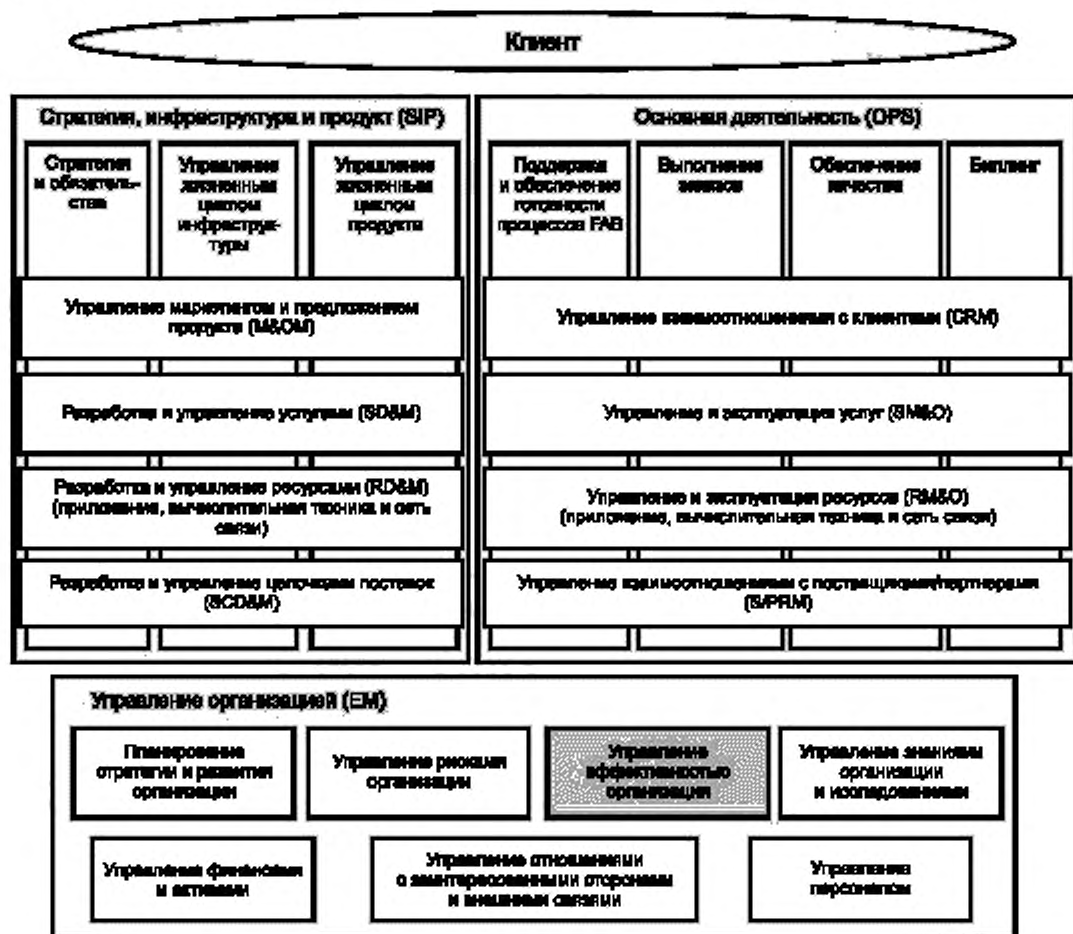 Клиент
Стратегия, инфраструктура и продукт (SIP)
Основная деятельность (OPS)
Стратегия
и обязатель-
ства
Управление
жизненным
циклом
инфраструк-
туры
Управление
жизненным
циклом
продукта
Поддержка
и обеспечение
готовности
процессов FAB
Выполнение
заказов
Обеспечение
качества
Биллинг
Управление маркетингом и предложением
продукта (M&OM)
Управление взаимоотношениями с клиентами (CRM)
Разработка и управление услугами (SD&M)
Управление и эксплуатация услуг (SM&O)
Разработка и управление ресурсами (RD&M)
(приложения, вычислительная техника и сеть
связи)
Управление и эксплуатация ресурсов (RM&O)
(приложения, вычислительная техника и сеть связи)
Разработка и управление цепочками поставок
(SCD&M)
Управление взаимоотношениями с поставщиками/партнерами
(S/PRM)
Управление организацией (EM)
Планирование
стратегии и развития
организации
Управление рисками
организации
Управление
эффективностью
организации
Управление знаниями
организации
и исследованиями
Управление финансами
и активами
Управление отношениями
с заинтересованными сторонами
и внешними связями
Управление
персоналом